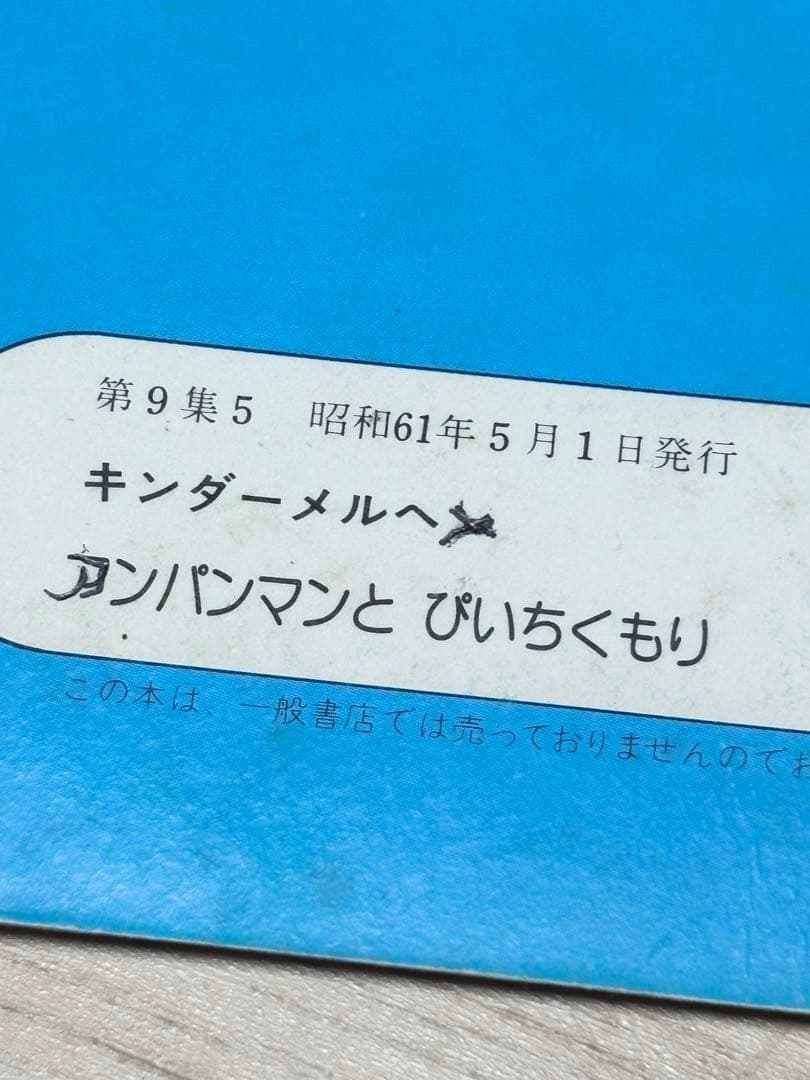 第9集5 昭和61年5月1日発行
キンダーメルヘン
アンパンマンと ぴいちくもり
この本は、一般書店では売っておりませんのでお